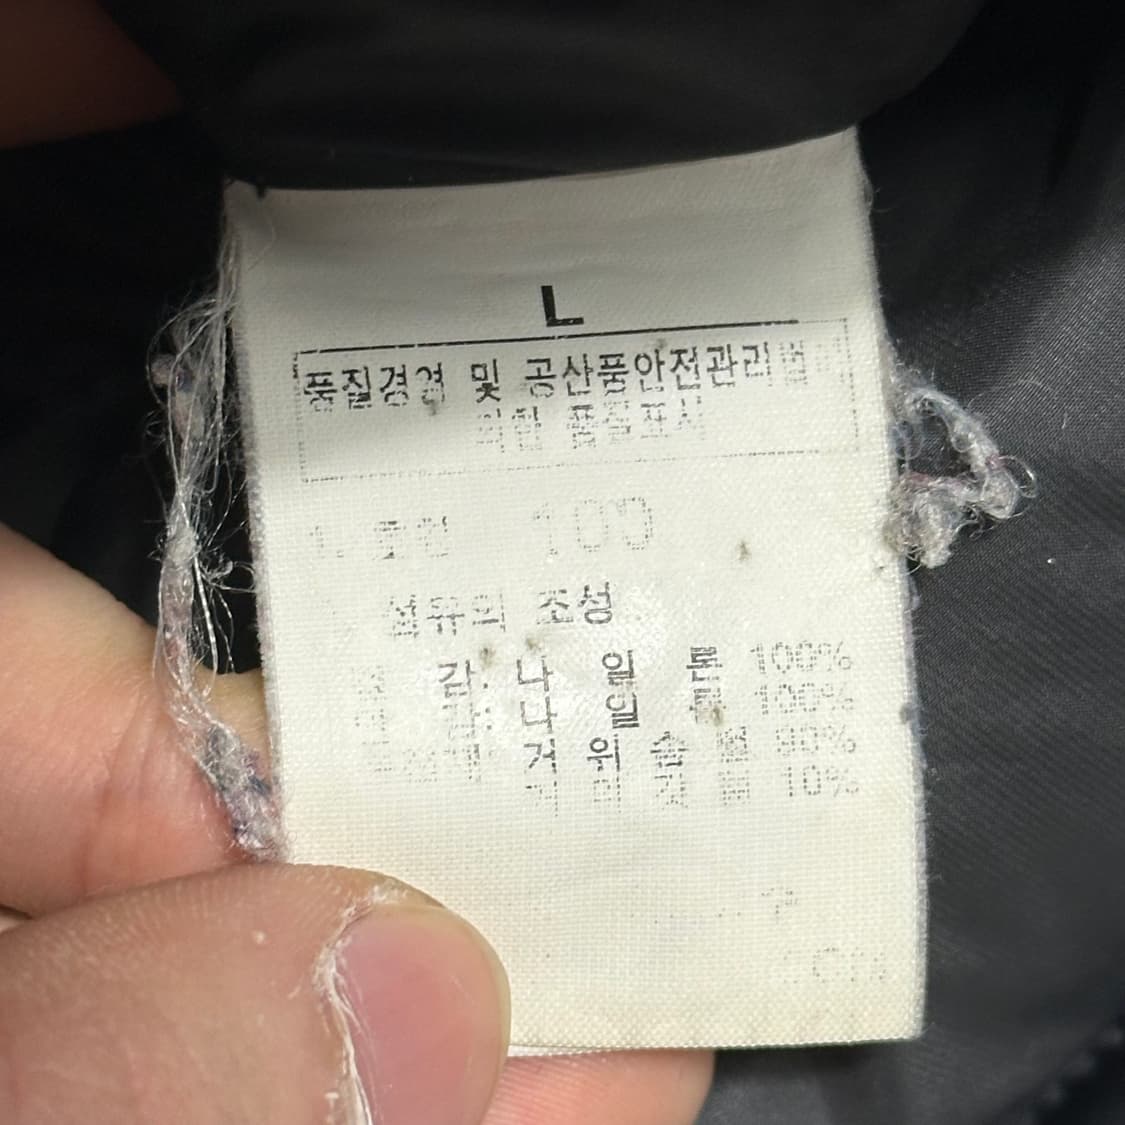 L
품질경영 및 공산품안전관리법
의한 품질표시
100
섬유의 조성
감: 나 일 론 100%
감: 나 일 론 100%
거 위 솜 털 90%
거 위 깃 털 10%